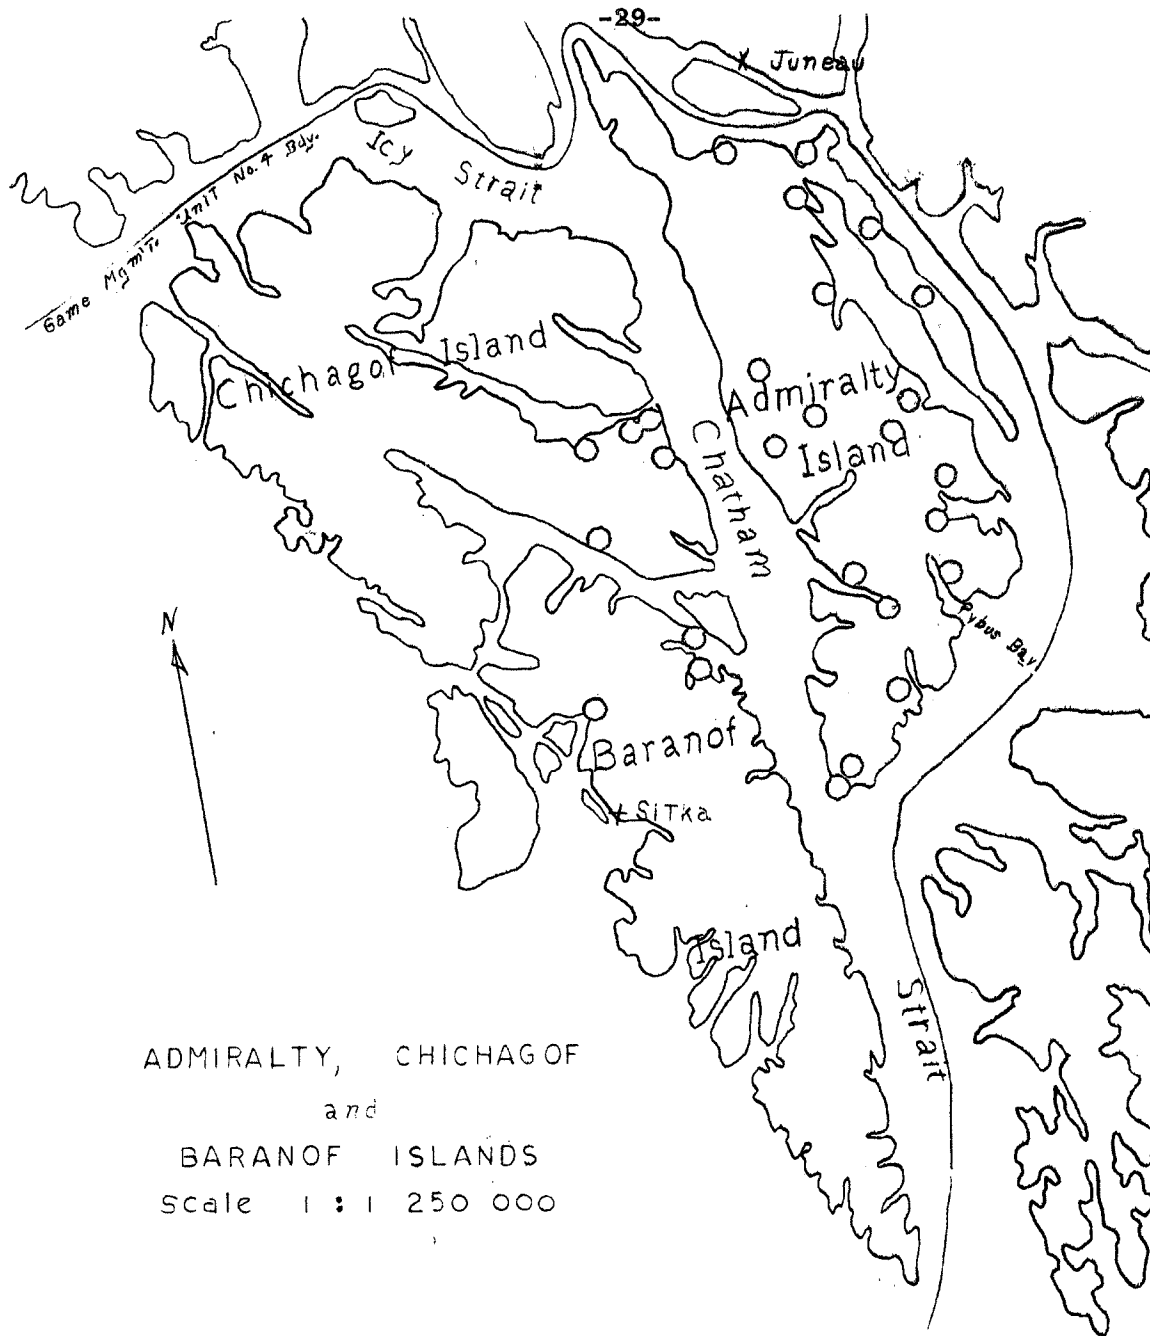 -29-
X Juneau
Game Mgmt. Unit No. 4 Bdy.
Icy Strait
Chichagof Island
Admiralty
Island
Chatham
Pybus Bay
N
Baranof
+ SITKa
Island
Strait
ADMIRALTY, CHICHAGOF
and
BARANOF ISLANDS
Scale 1 : 1 250 000